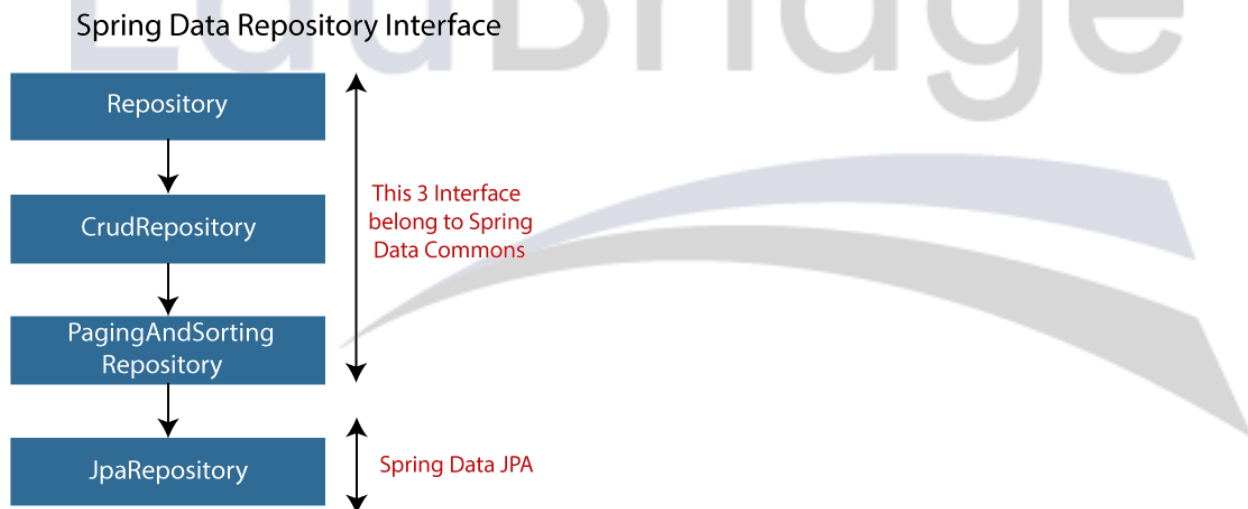 EduBridge
Spring Data Repository Interface
Repository
CrudRepository
PagingAndSorting
Repository
JpaRepository
This 3 Interface
belong to Spring
Data Commons
Spring Data JPA